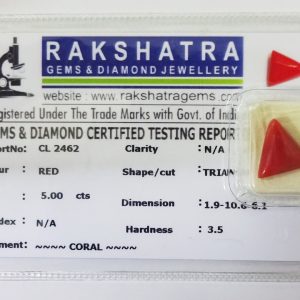 RAKSHATRA
GEMS & DIAMOND JEWELLERY
website : www.rakshatragems.com
egistered Under The Trade Marks with Govt. of Indi
MS & DIAMOND CERTIFIED TESTING REPOR
ortNo: CL 2462 Clarity : N/A
ur : RED Shape/cut : TRIAN
: 5.00 cts Dimension : 1.9-10.6-6.1
ndex : N/A Hardness : 3.5
ment: ~~~~ CORAL ~~~~